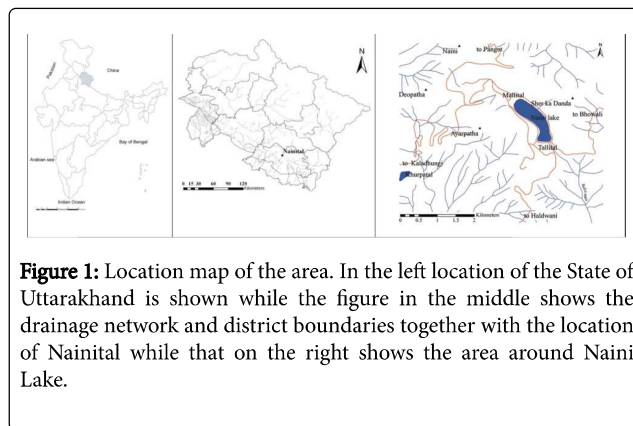 Pakistan
China
Bay of Bengal
Arabian sea
Indian Ocean
N
Nainital
0 15 30 60 90 120
Kilometers
N
Naini
to Pangot
Deopatha
Mallital
Sher ka Danda
Naini lake
to Bhowali
Ayarpatha
Tallital
to Kaladhungi
Khurpatal
0 0.5 1 2
Kilometers
to Haldwani
Figure 1: Location map of the area. In the left location of the State of
Uttarakhand is shown while the figure in the middle shows the
drainage network and district boundaries together with the location
of Nainital while that on the right shows the area around Naini
Lake.